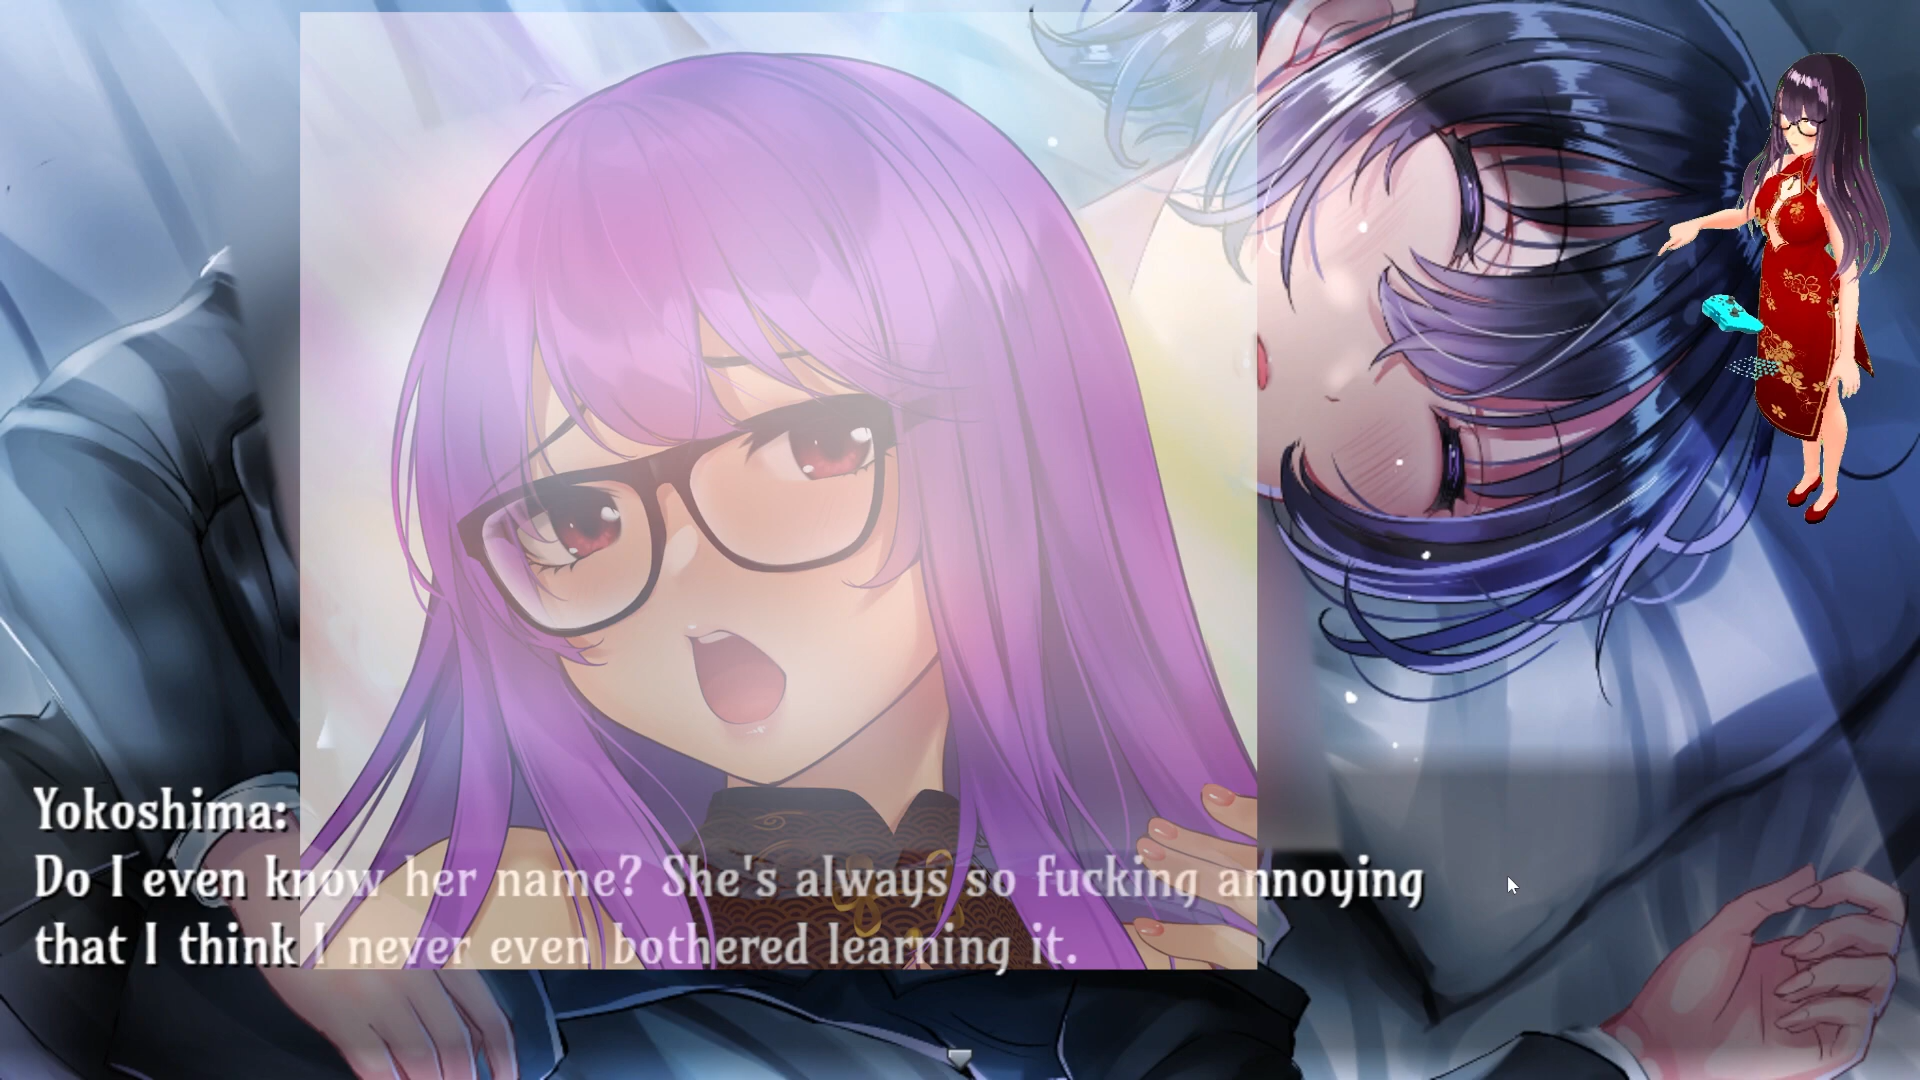 Yokoshima:
Do I even know her name? She's always so fucking annoying
that I think I never even bothered learning it.